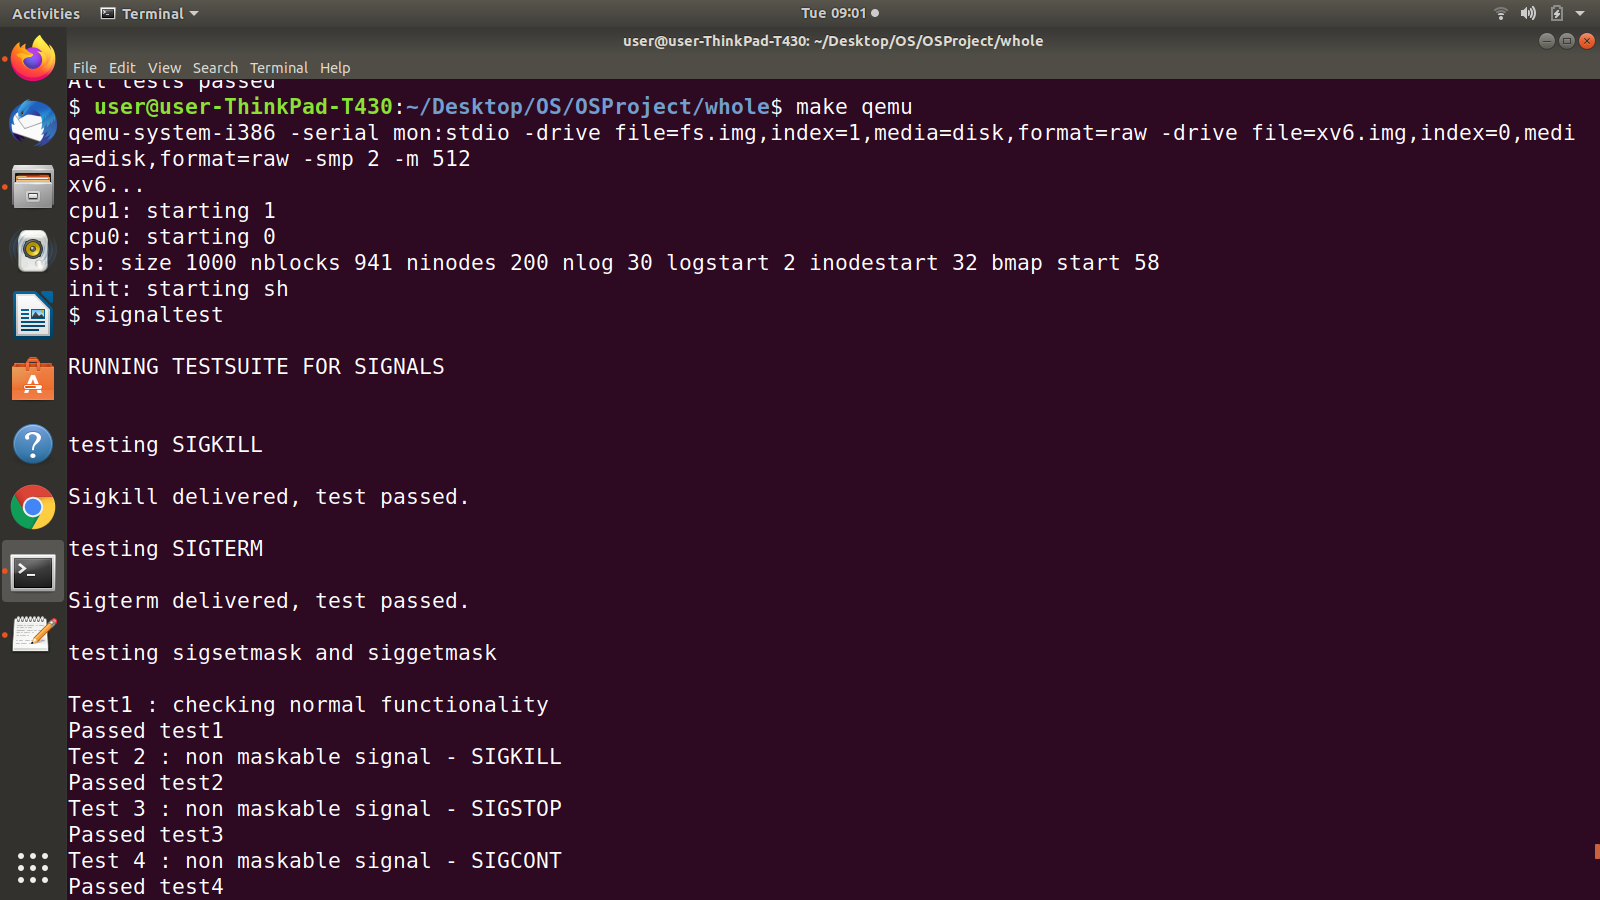 Activities Terminal Tue 09:01
user@user-ThinkPad-T430: ~/Desktop/OS/OSProject/whole
File Edit View Search Terminal Help
All tests passed
$ user@user-ThinkPad-T430:~/Desktop/OS/OSProject/whole$ make qemu
qemu-system-i386 -serial mon:stdio -drive file=fs.img,index=1,media=disk,format=raw -drive file=xv6.img,index=0,medi
a=disk,format=raw -smp 2 -m 512
xv6...
cpu1: starting 1
cpu0: starting 0
sb: size 1000 nblocks 941 ninodes 200 nlog 30 logstart 2 inodestart 32 bmap start 58
init: starting sh
$ signaltest
RUNNING TESTSUITE FOR SIGNALS
testing SIGKILL
Sigkill delivered, test passed.
testing SIGTERM
Sigterm delivered, test passed.
testing sigsetmask and siggetmask
Test1 : checking normal functionality
Passed test1
Test 2 : non maskable signal - SIGKILL
Passed test2
Test 3 : non maskable signal - SIGSTOP
Passed test3
Test 4 : non maskable signal - SIGCONT
Passed test4